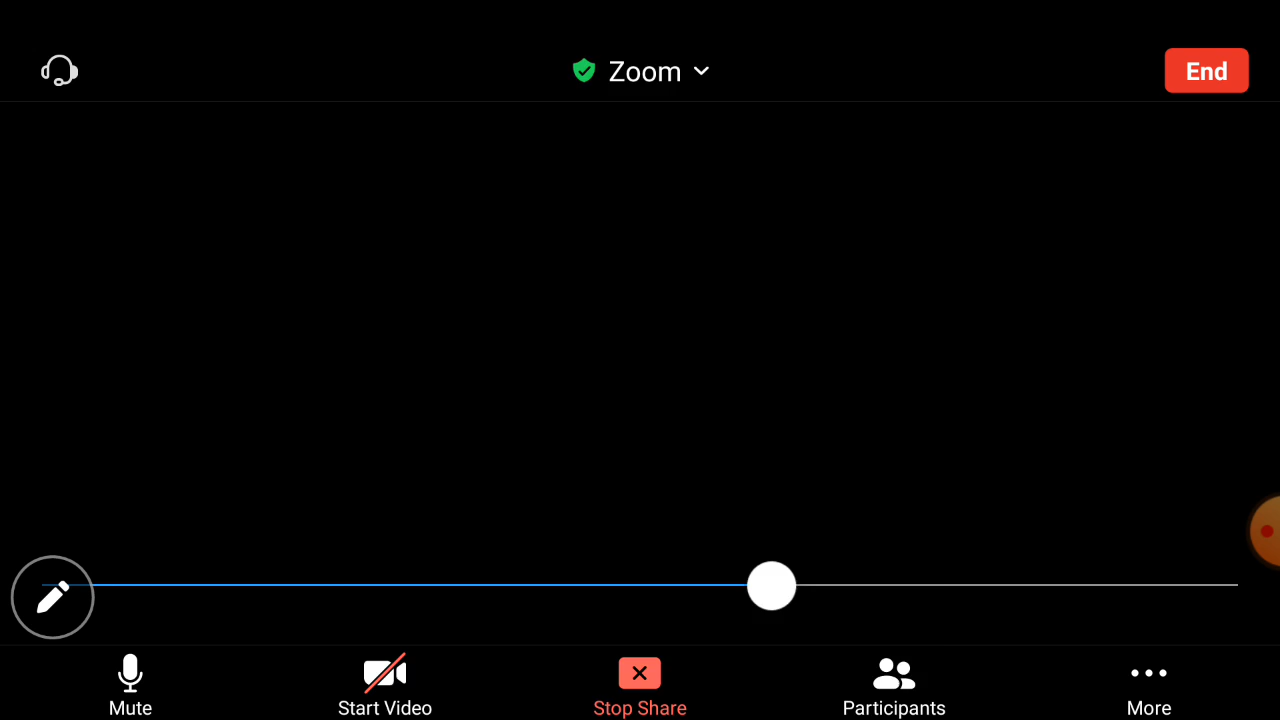 Zoom
End
Mute
Start Video
Stop Share
Participants
More